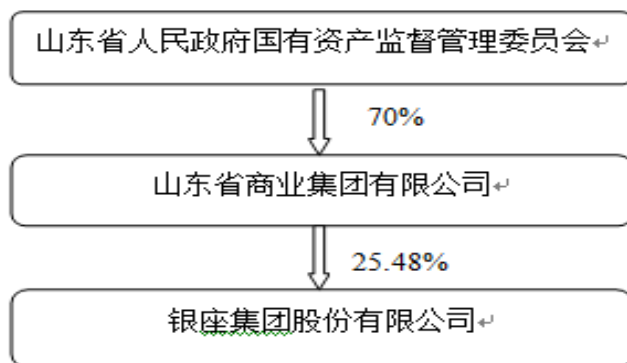 山东省人民政府国有资产监督管理委员会↵
70%
山东省商业集团有限公司↵
25.48%
银座集团股份有限公司↵